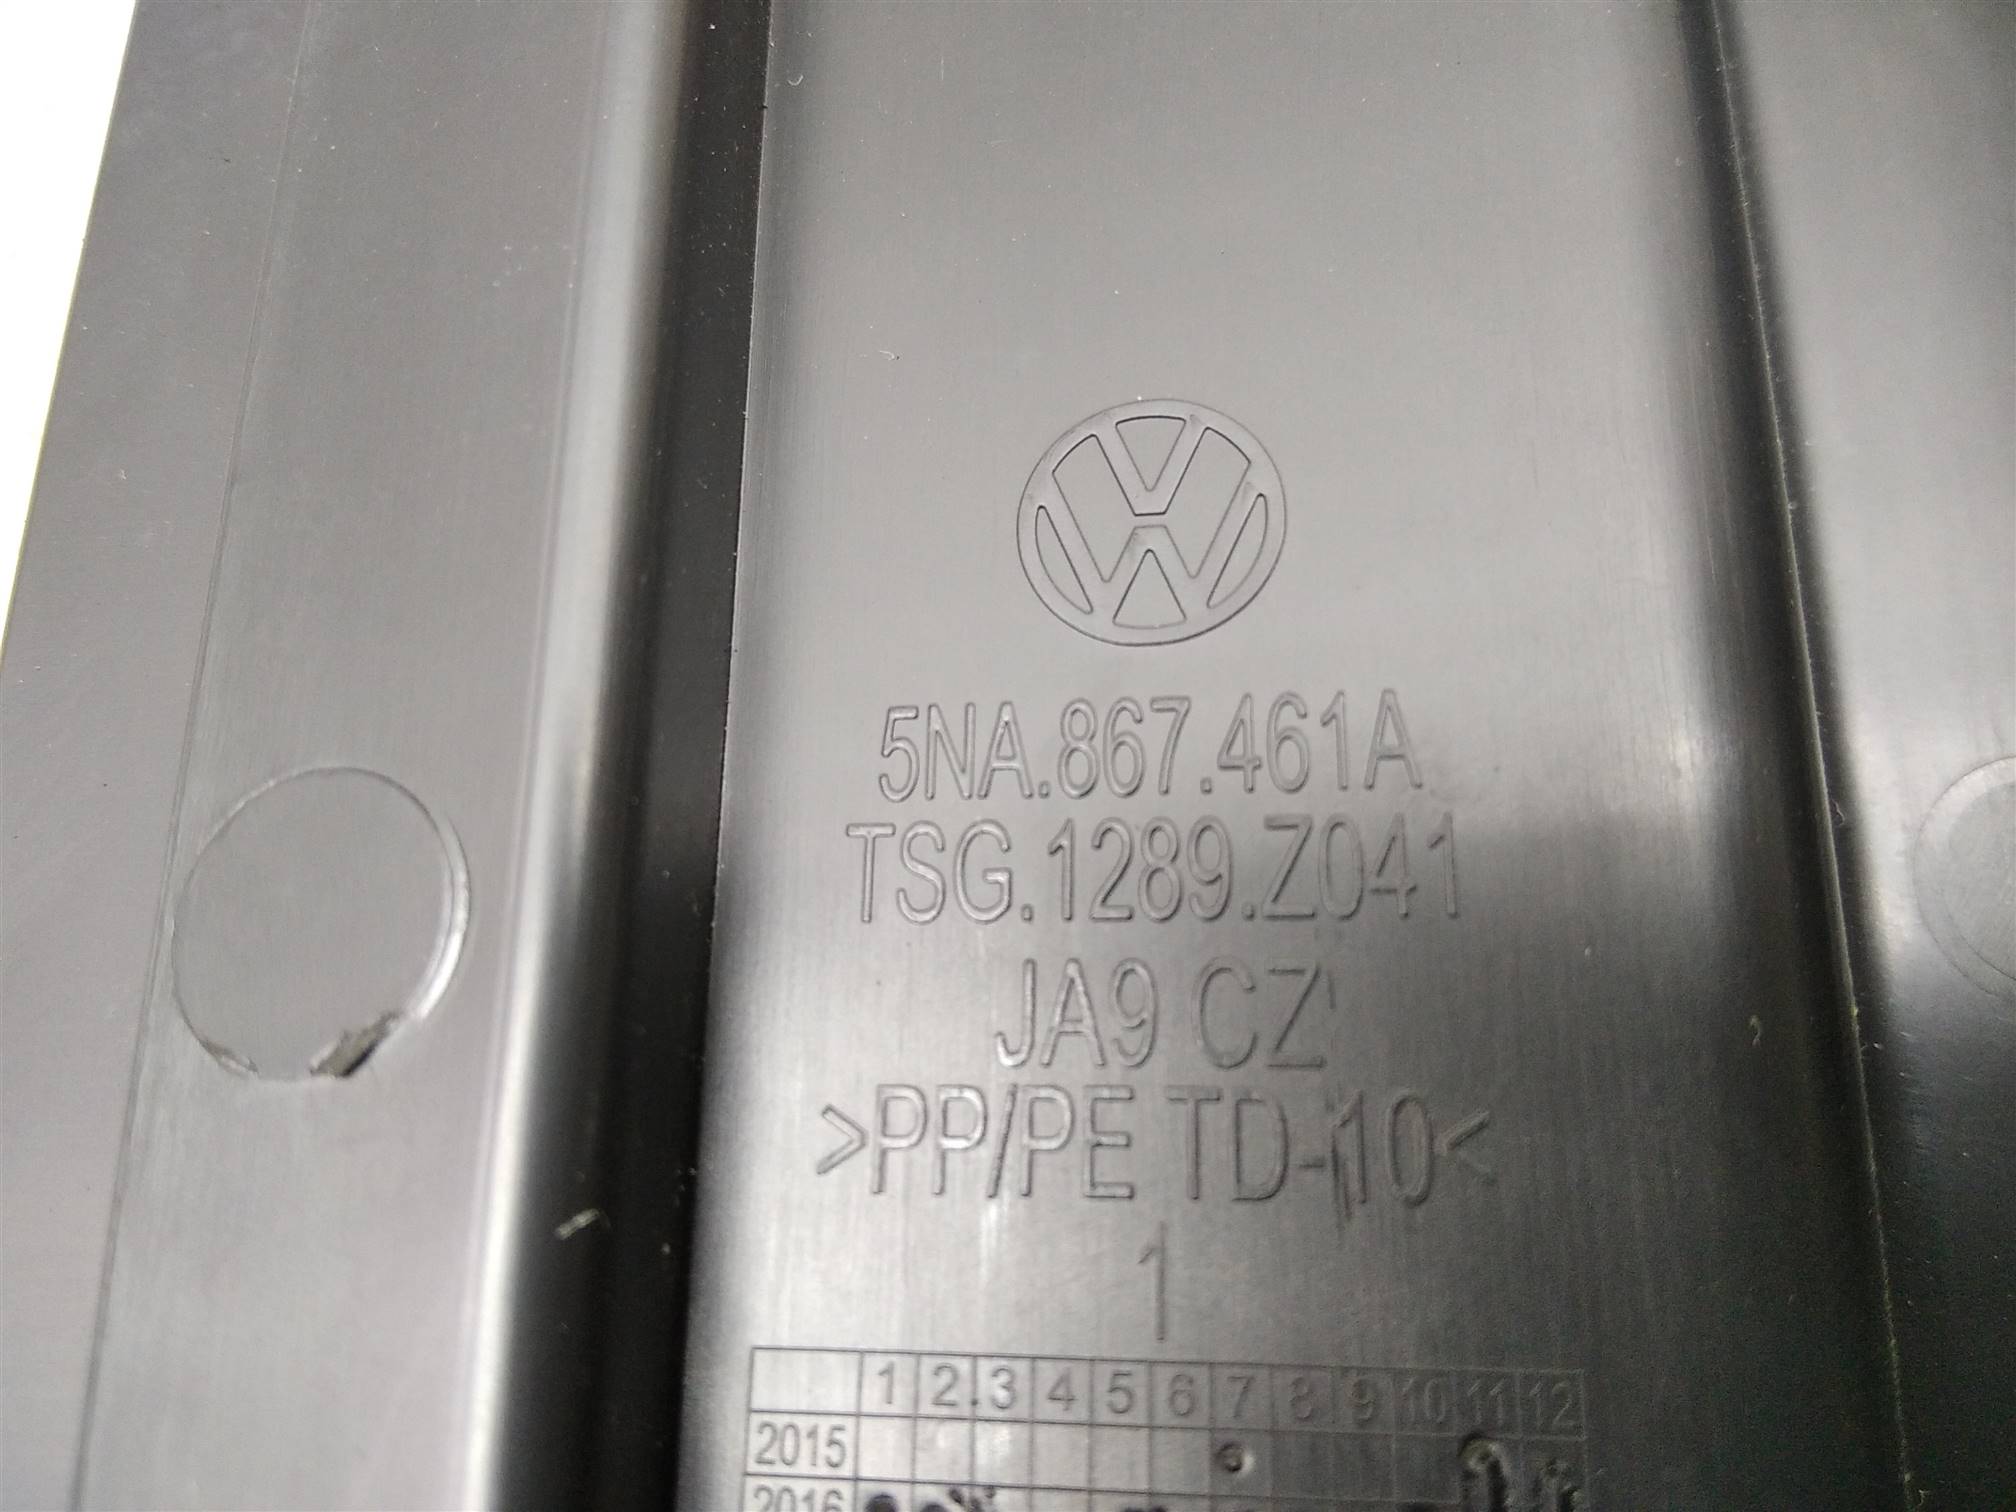 5NA.867.461A
TSG.1289.Z041
JA9 CZ
>PP/PE TD-10<
1
1 2 3 4 5 6 7 8 9 10 11 12
2015
2016